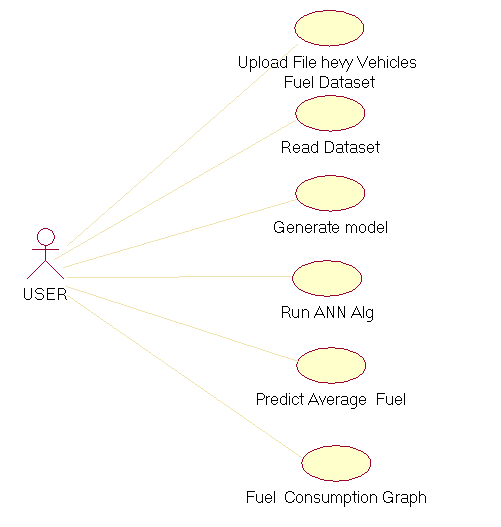 Upload File hevy Vehicles
Fuel Dataset
Read Dataset
Generate model
USER
Run ANN Alg
Predict Average  Fuel
Fuel  Consumption Graph